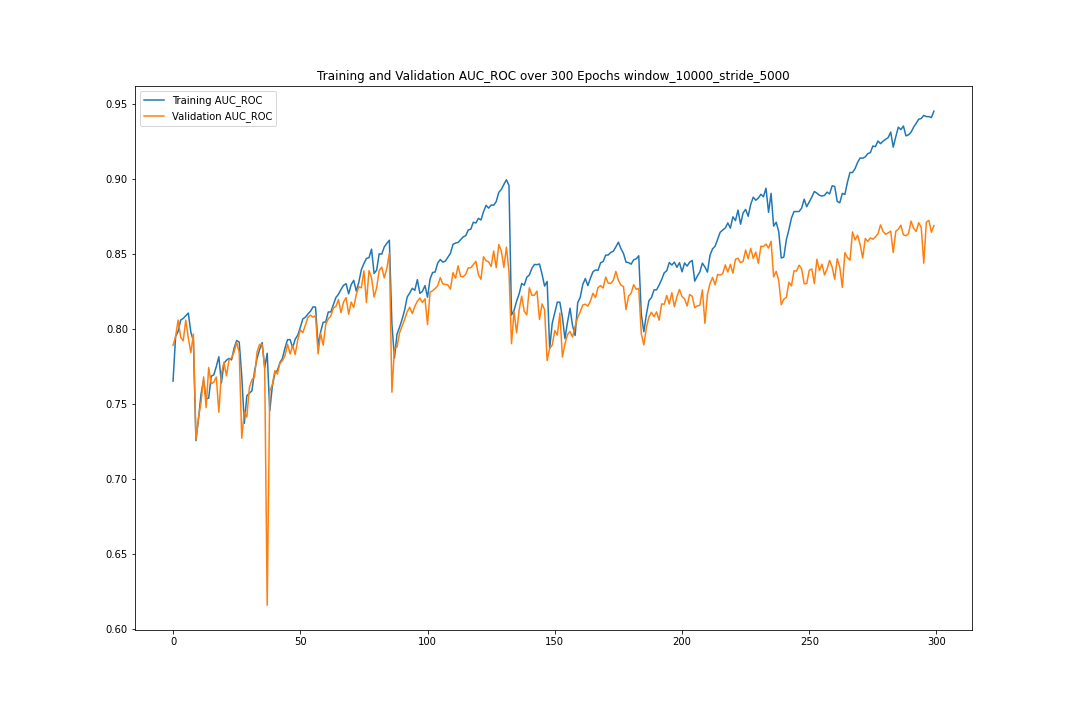 Training and Validation AUC_ROC over 300 Epochs window_10000_stride_5000
Training AUC_ROC
Validation AUC_ROC
0.95
0.90
0.85
0.80
0.75
0.70
0.65
0.60
0 50 100 150 200 250 300